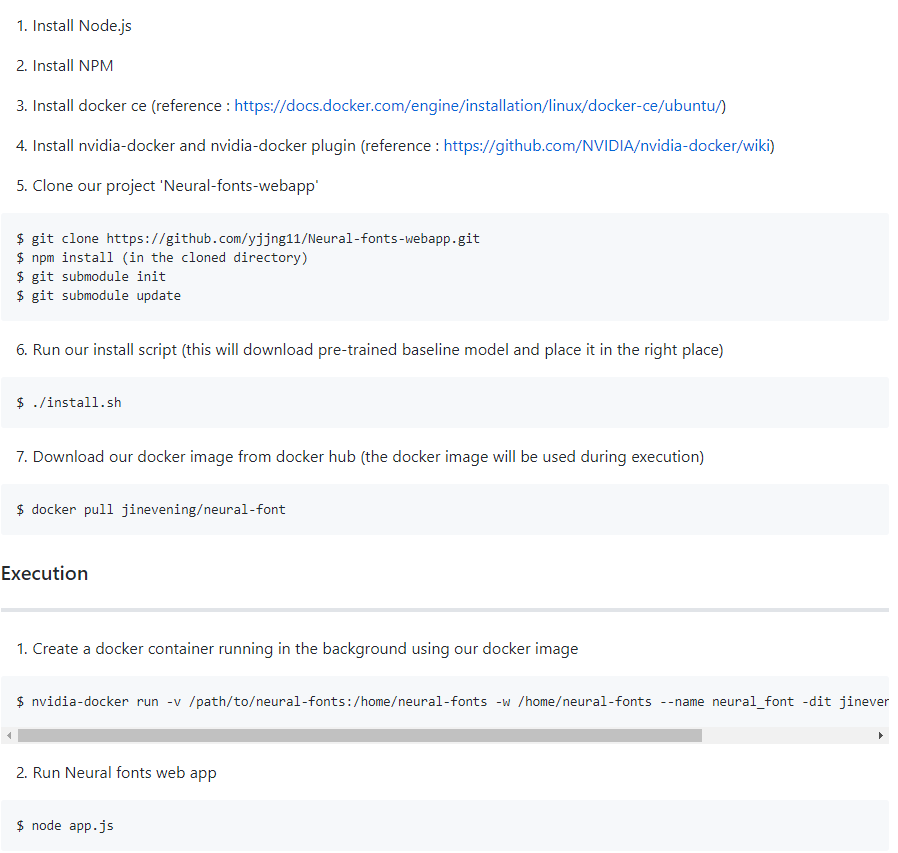 1. Install Node.js
2. Install NPM
3. Install docker ce (reference : https://docs.docker.com/engine/installation/linux/docker-ce/ubuntu/)
4. Install nvidia-docker and nvidia-docker plugin (reference : https://github.com/NVIDIA/nvidia-docker/wiki)
5. Clone our project 'Neural-fonts-webapp'
$ git clone https://github.com/yjjng11/Neural-fonts-webapp.git
$ npm install (in the cloned directory)
$ git submodule init
$ git submodule update
6. Run our install script (this will download pre-trained baseline model and place it in the right place)
$ ./install.sh
7. Download our docker image from docker hub (the docker image will be used during execution)
$ docker pull jinevening/neural-font
Execution
1. Create a docker container running in the background using our docker image
$ nvidia-docker run -v /path/to/neural-fonts:/home/neural-fonts -w /home/neural-fonts --name neural_font -dit jinever
2. Run Neural fonts web app
$ node app.js